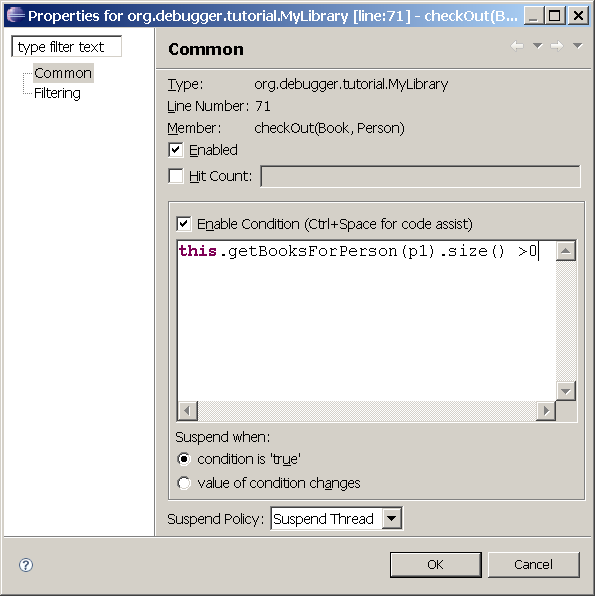 Properties for org.debugger.tutorial.MyLibrary [line:71] - checkOut(B...
type filter text
Common
Filtering
Common
Type: org.debugger.tutorial.MyLibrary
Line Number: 71
Member: checkOut(Book, Person)
Enabled
Hit Count:
Enable Condition (Ctrl+Space for code assist)
this.getBooksForPerson(p1).size() >0
Suspend when:
condition is 'true'
value of condition changes
Suspend Policy: Suspend Thread
?
OK Cancel